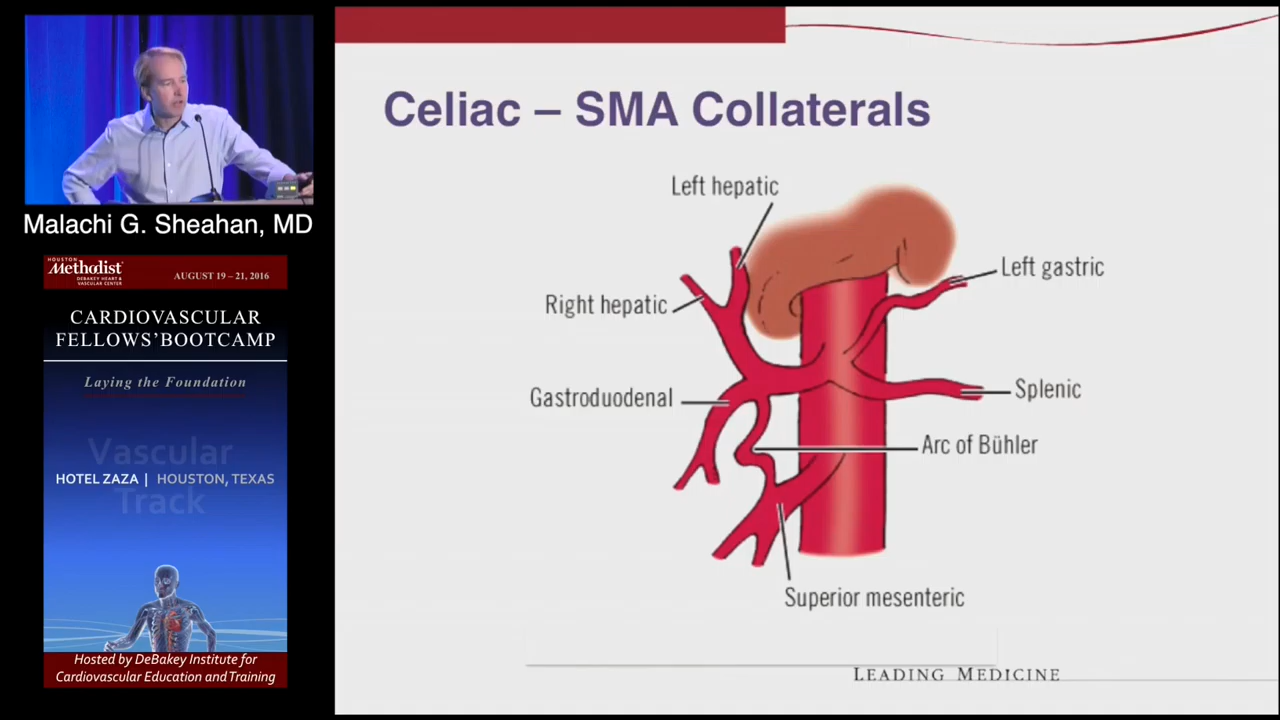 Malachi G. Sheahan, MD
HOUSTON
Methodist
DEBAKEY HEART &
VASCULAR CENTER
AUGUST 19 – 21, 2016
CARDIOVASCULAR
FELLOWS'BOOTCAMP
Laying the Foundation
Vascular
HOTEL ZAZA | HOUSTON, TEXAS
Track
Hosted by DeBakey Institute for
Cardiovascular Education and Training
Celiac – SMA Collaterals
Left hepatic
Left gastric
Right hepatic
Gastroduodenal
Splenic
Arc of Bühler
Superior mesenteric
LEADING MEDICINE